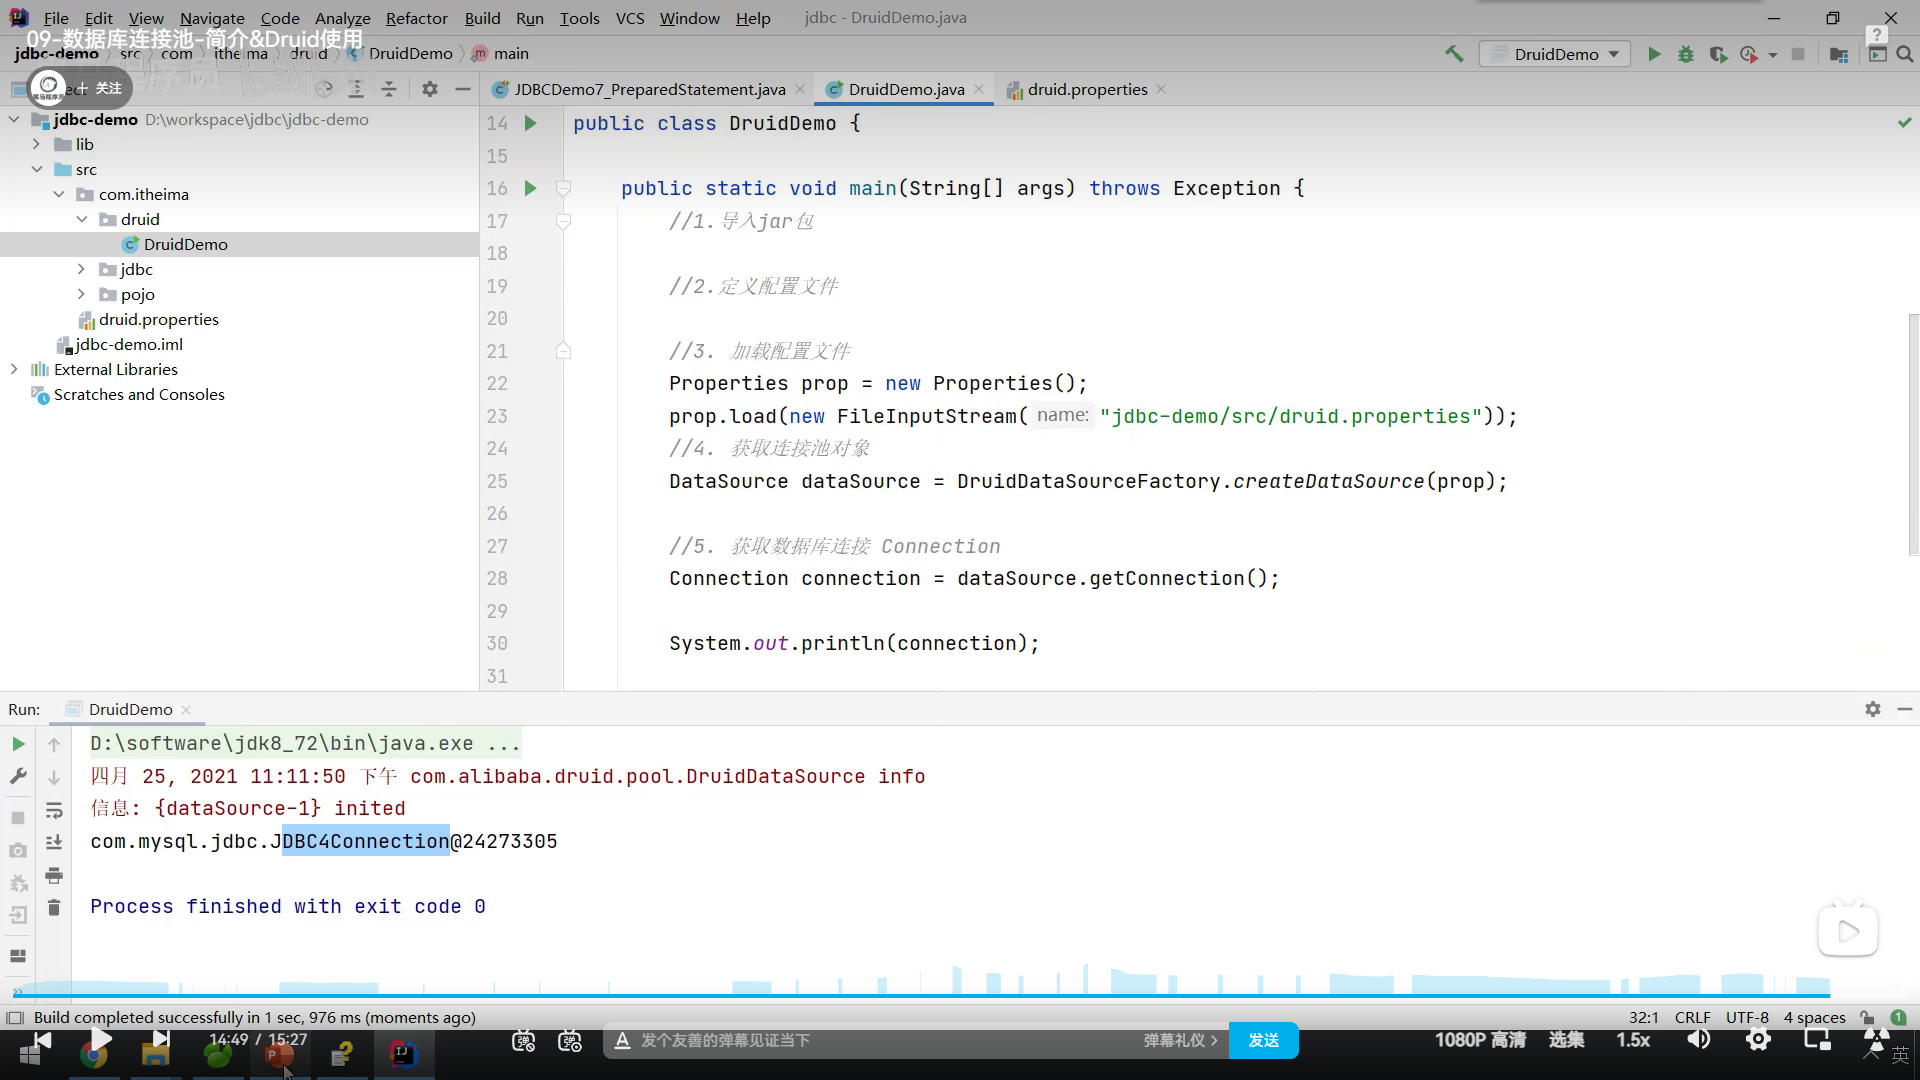 File Edit View Navigate Code Analyze Refactor Build Run Tools VCS Window Help jdbc - DruidDemo.java
09-数据库连接池-简介&Druid使用
jdbc-demo src com itheima druid DruidDemo main
DruidDemo
+ 关注
JDBCDemo7_PreparedStatement.java DruidDemo.java druid.properties
jdbc-demo D:\workspace\jdbc\jdbc-demo
lib
src
com.itheima
druid
DruidDemo
jdbc
pojo
druid.properties
jdbc-demo.iml
External Libraries
Scratches and Consoles
14 public class DruidDemo {
15
16 public static void main(String[] args) throws Exception {
17 //1.导入jar包
18
19 //2.定义配置文件
20
21 //3. 加载配置文件
22 Properties prop = new Properties();
23 prop.load(new FileInputStream( name: "jdbc-demo/src/druid.properties"));
24 //4. 获取连接池对象
25 DataSource dataSource = DruidDataSourceFactory.createDataSource(prop);
26
27 //5. 获取数据库连接 Connection
28 Connection connection = dataSource.getConnection();
29
30 System.out.println(connection);
31
Run: DruidDemo
D:\software\jdk8_72\bin\java.exe ...
四月 25, 2021 11:11:50 下午 com.alibaba.druid.pool.DruidDataSource info
信息: {dataSource-1} inited
com.mysql.jdbc.JDBC4Connection@24273305
Process finished with exit code 0
Build completed successfully in 1 sec, 976 ms (moments ago) 32:1 CRLF UTF-8 4 spaces 1
14:49 / 15:27 发个友善的弹幕见证当下 弹幕礼仪 > 发送 1080P 高清 选集 1.5x
英